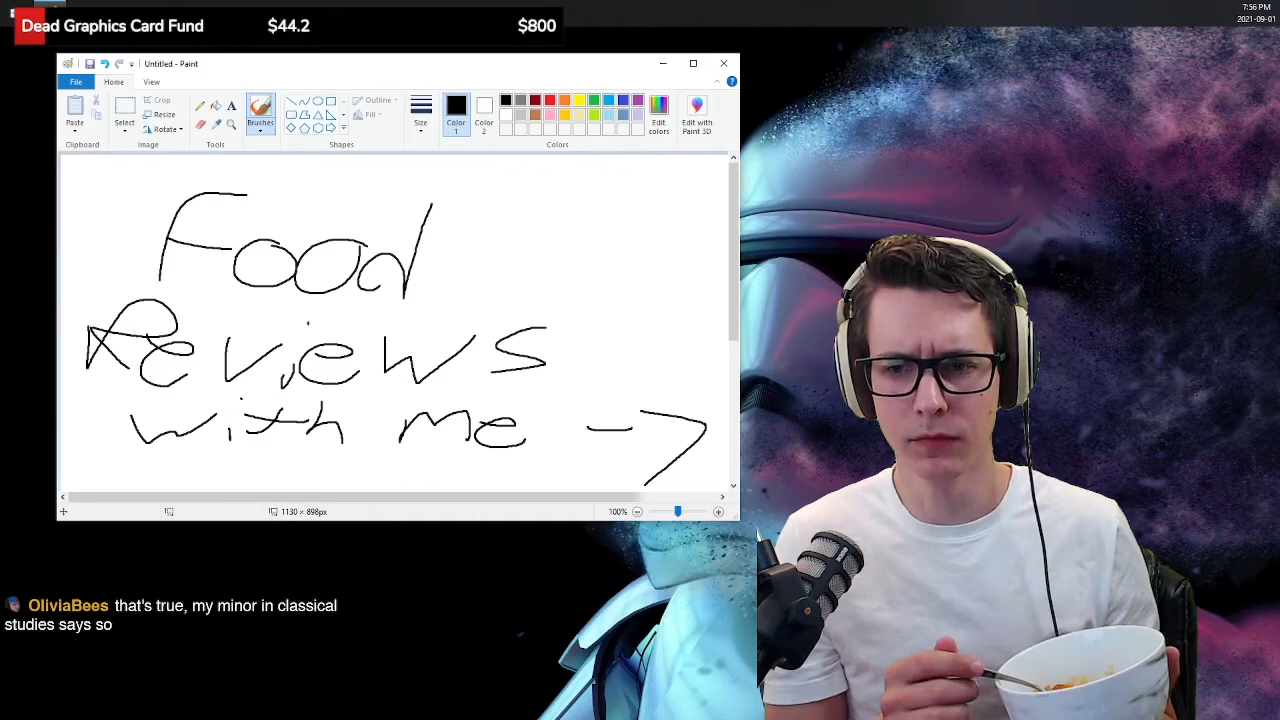 7:56 PM
2021-09-01
Dead Graphics Card Fund $44.2 $800
Untitled - Paint
File Home View
Paste
Select
Crop
Resize
Rotate
Brushes
Outline
Fill
Size
Color 1
Color 2
Edit colors
Edit with Paint 3D
Clipboard Image Tools Shapes Colors
Food
Reviews
with me ->
1130 × 898px 100%
OliviaBees that's true, my minor in classical
studies says so